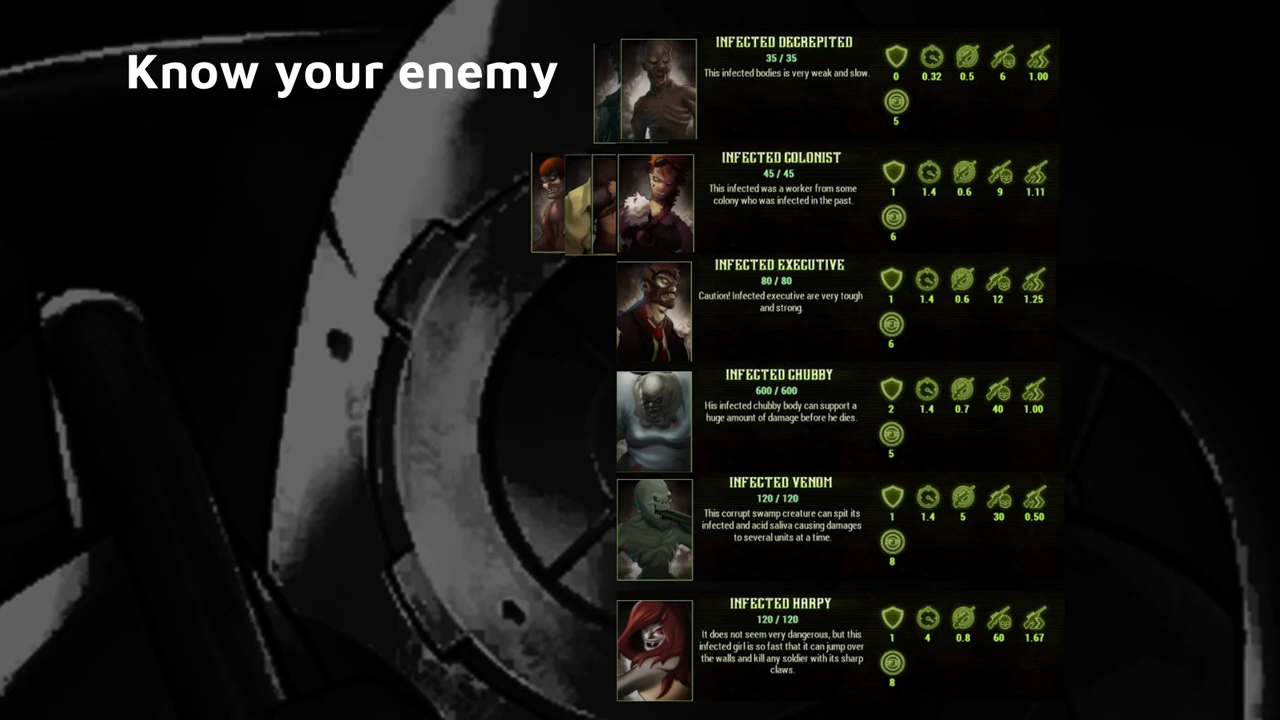 Know your enemy
INFECTED DECREPITED
35 / 35
This infected bodies is very weak and slow.
0 0.32 0.5 6 1.00
5
INFECTED COLONIST
45 / 45
This infected was a worker from some
colony who was infected in the past.
1 1.4 0.6 9 1.11
6
INFECTED EXECUTIVE
80 / 80
Caution! Infected executive are very tough
and strong.
1 1.4 0.6 12 1.25
6
INFECTED CHUBBY
600 / 600
His infected chubby body can support a
huge amount of damage before he dies.
2 1.4 0.7 40 1.00
5
INFECTED VENOM
120 / 120
This corrupt swamp creature can spit its
infected and acid saliva causing damages
to several units at a time.
1 1.4 5 30 0.50
8
INFECTED HARPY
120 / 120
It does not seem very dangerous, but this
infected girl is so fast that it can jump over
the walls and kill any soldier with its sharp
claws.
1 4 0.8 60 1.67
8